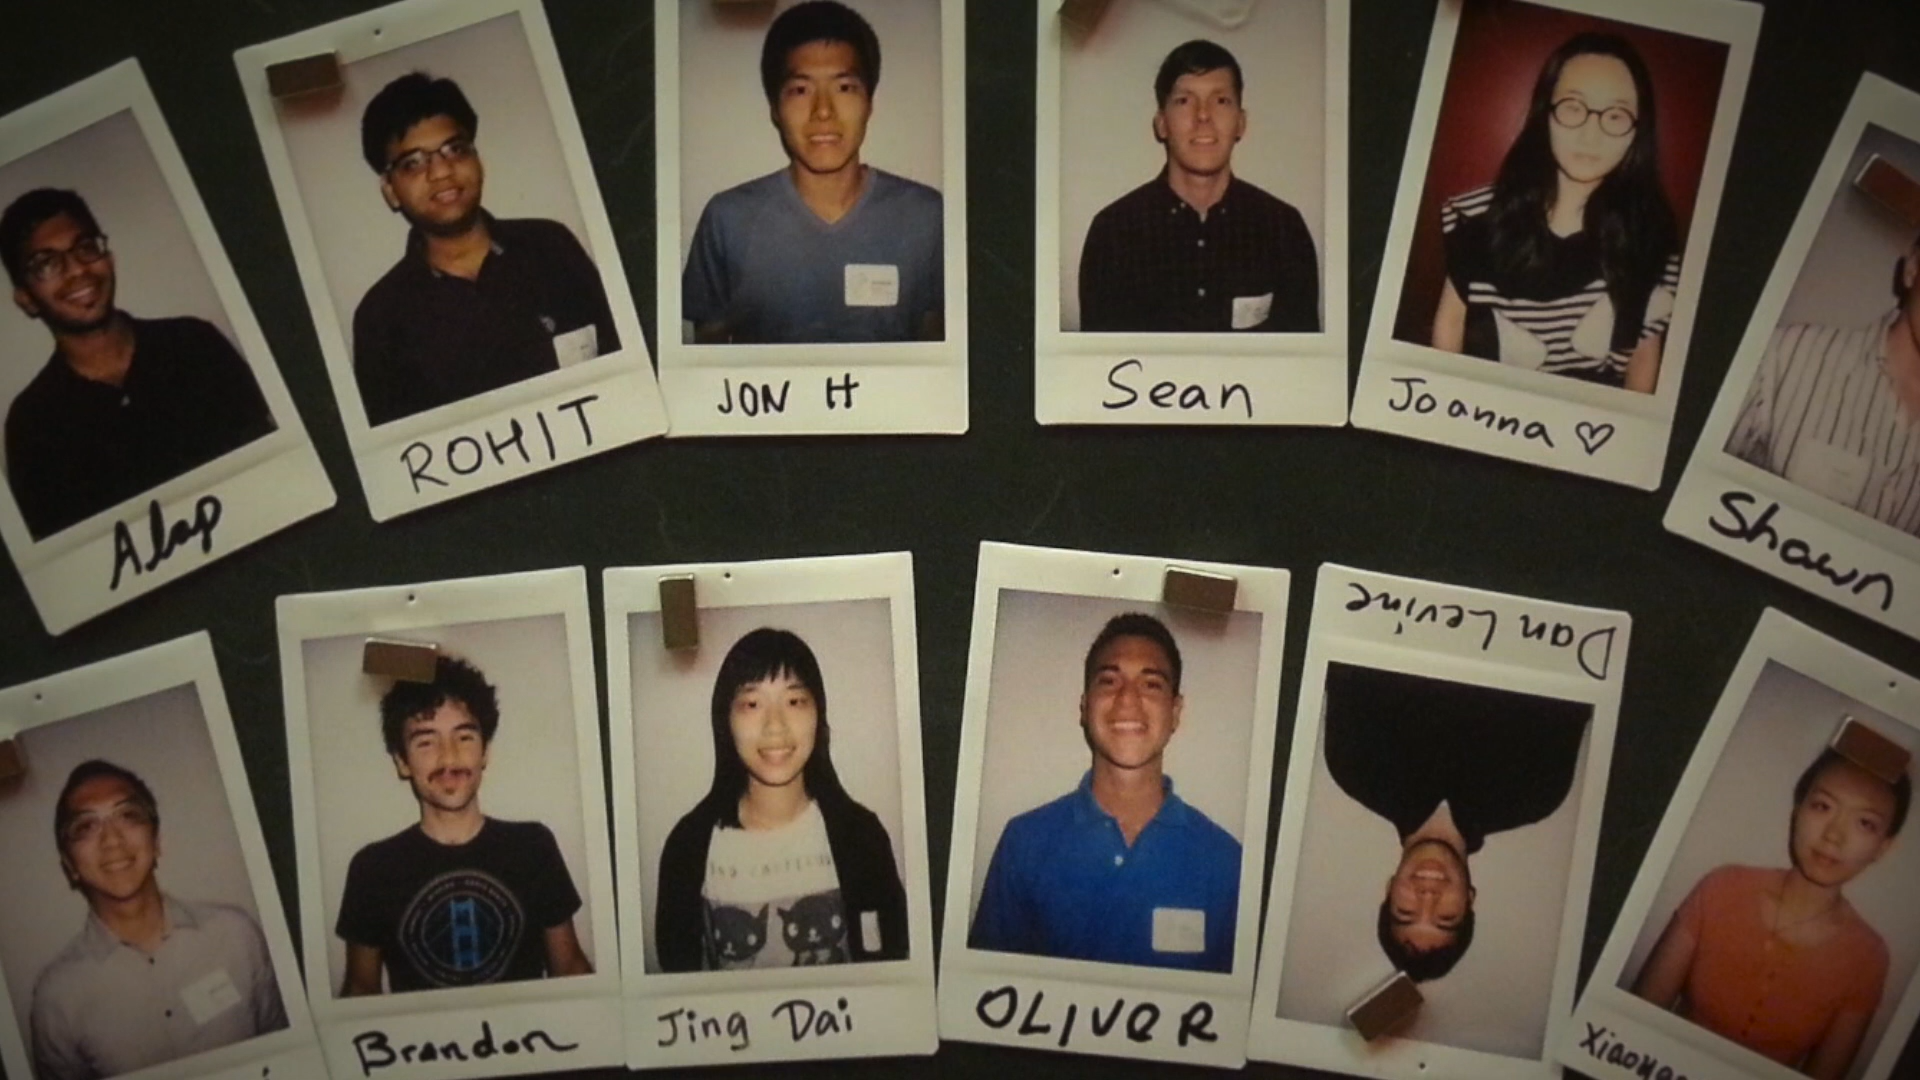 Alap
ROHIT
JON H
Sean
Joanna ♡
Shawn
Brandon
Jing Dai
OLIVER
Dan Levine